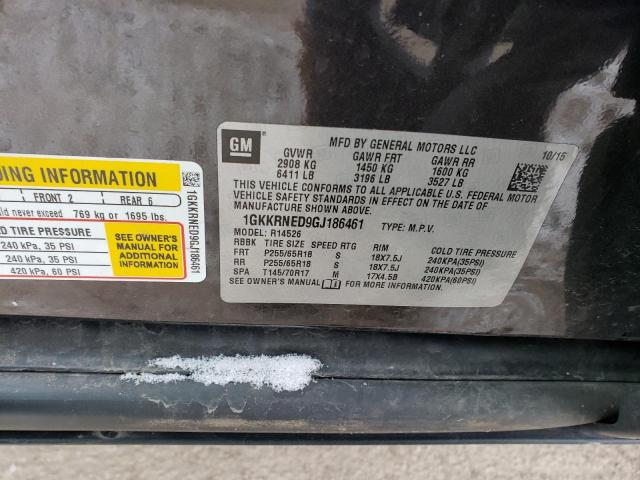 DING INFORMATION
FRONT 2 REAR 6
uld never exceed 769 kg or 1695 lbs.
LD TIRE PRESSURE
240 kPa, 35 PSI
240 kPa, 35 PSI
420 kPa, 60 PSI
SEE OWNER'S
MANUAL FOR
ADDITIONAL
INFORMATION
1GKKRNED9GJ186461
GM
MFD BY GENERAL MOTORS LLC
10/15
GVWR GAWR FRT GAWR RR
2908 KG 1450 KG 1600 KG
6411 LB 3196 LB 3527 LB
THIS VEHICLE CONFORMS TO ALL APPLICABLE U.S. FEDERAL MOTOR
VEHICLE SAFETY STANDARDS IN EFFECT ON THE DATE OF
MANUFACTURE SHOWN ABOVE.
1GKKRNED9GJ186461 TYPE: M.P.V.
MODEL: R14526
RBBK TIRE SIZE SPEED RTG RIM COLD TIRE PRESSURE
FRT P255/65R18 S 18X7.5J 240KPA(35PSI)
RR P255/65R18 S 18X7.5J 240KPA(35PSI)
SPA T145/70R17 M 17X4.5B 420KPA(60PSI)
SEE OWNER'S MANUAL FOR MORE INFORMATION